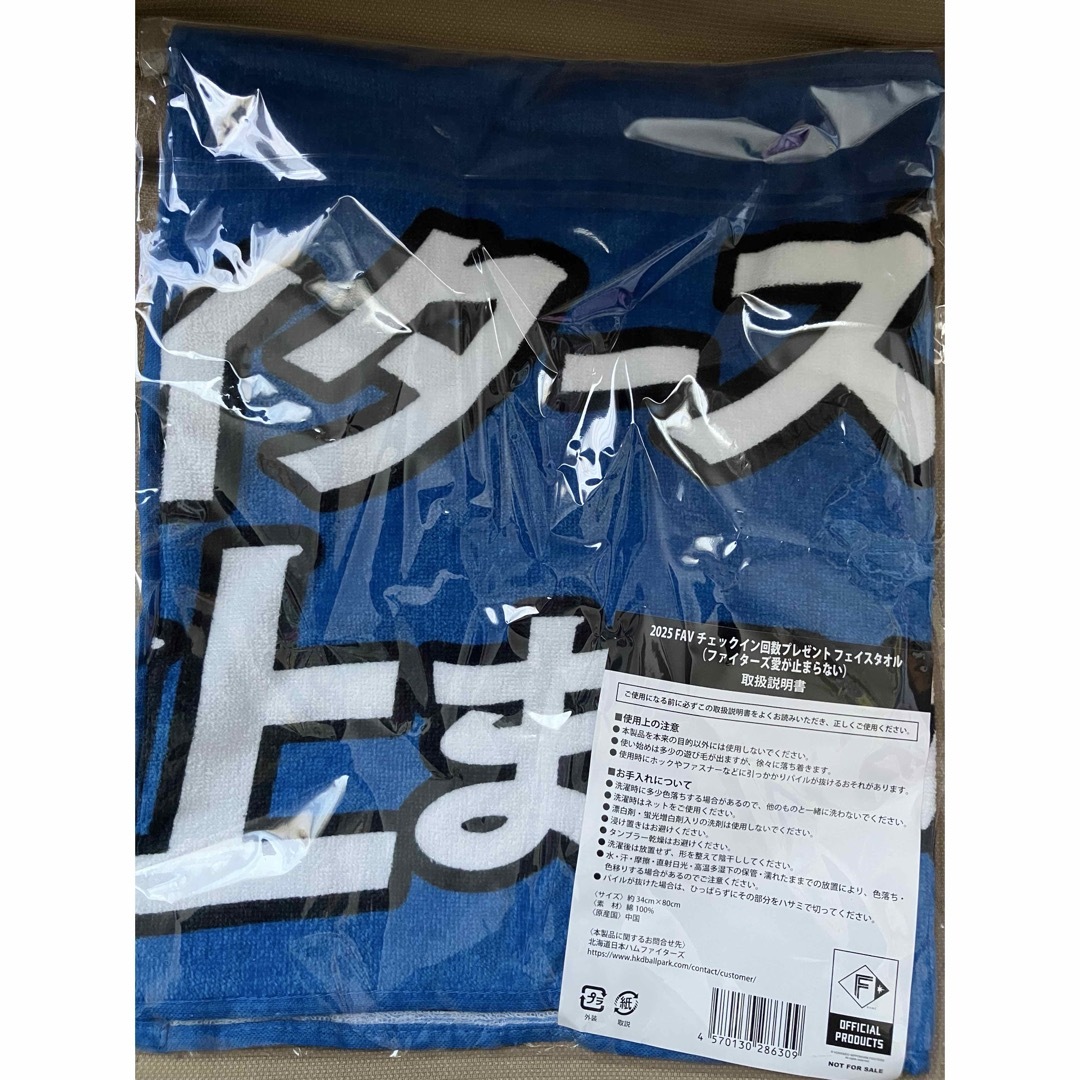 イタース
止ま
2025 FAV チェックイン回数プレゼント フェイスタオル
(ファイターズ愛が止まらない)
取扱説明書
ご使用になる前に必ずこの取扱説明書をよくお読みいただき、正しくご使用ください。
■使用上の注意
●本製品を本来の目的以外には使用しないでください。
●使い始めは多少の遊び毛が出ますが、徐々に落ち着きます。
●使用時にホックやファスナーなどに引っかかりパイルが抜けるおそれがあります。
■お手入れについて
●洗濯時に多少色落ちする場合があるので、他のものと一緒に洗わないでください。
●洗濯時はネットをご使用ください。
●漂白剤・蛍光増白剤入りの洗剤は使用しないでください。
●浸け置きはお避けください。
●タンブラー乾燥はお避けください。
●洗濯後は放置せず、形を整えて陰干ししてください。
●水・汗・摩擦・直射日光・高温多湿下の保管・濡れたままでの放置により、色落ち・
色移りする場合があるのでご注意ください。
●パイルが抜けた場合は、ひっぱらずにその部分をハサミで切ってください。
〈サイズ〉約 34cm×80cm
〈素 材〉綿 100%
〈原産国〉中国
〈本製品に関するお問合せ先〉
北海道日本ハムファイターズ
https://www.hkdballpark.com/contact/customer/
プラ
外装
紙
取説
4 570130 286309
F
OFFICIAL
PRODUCTS
NOT FOR SALE